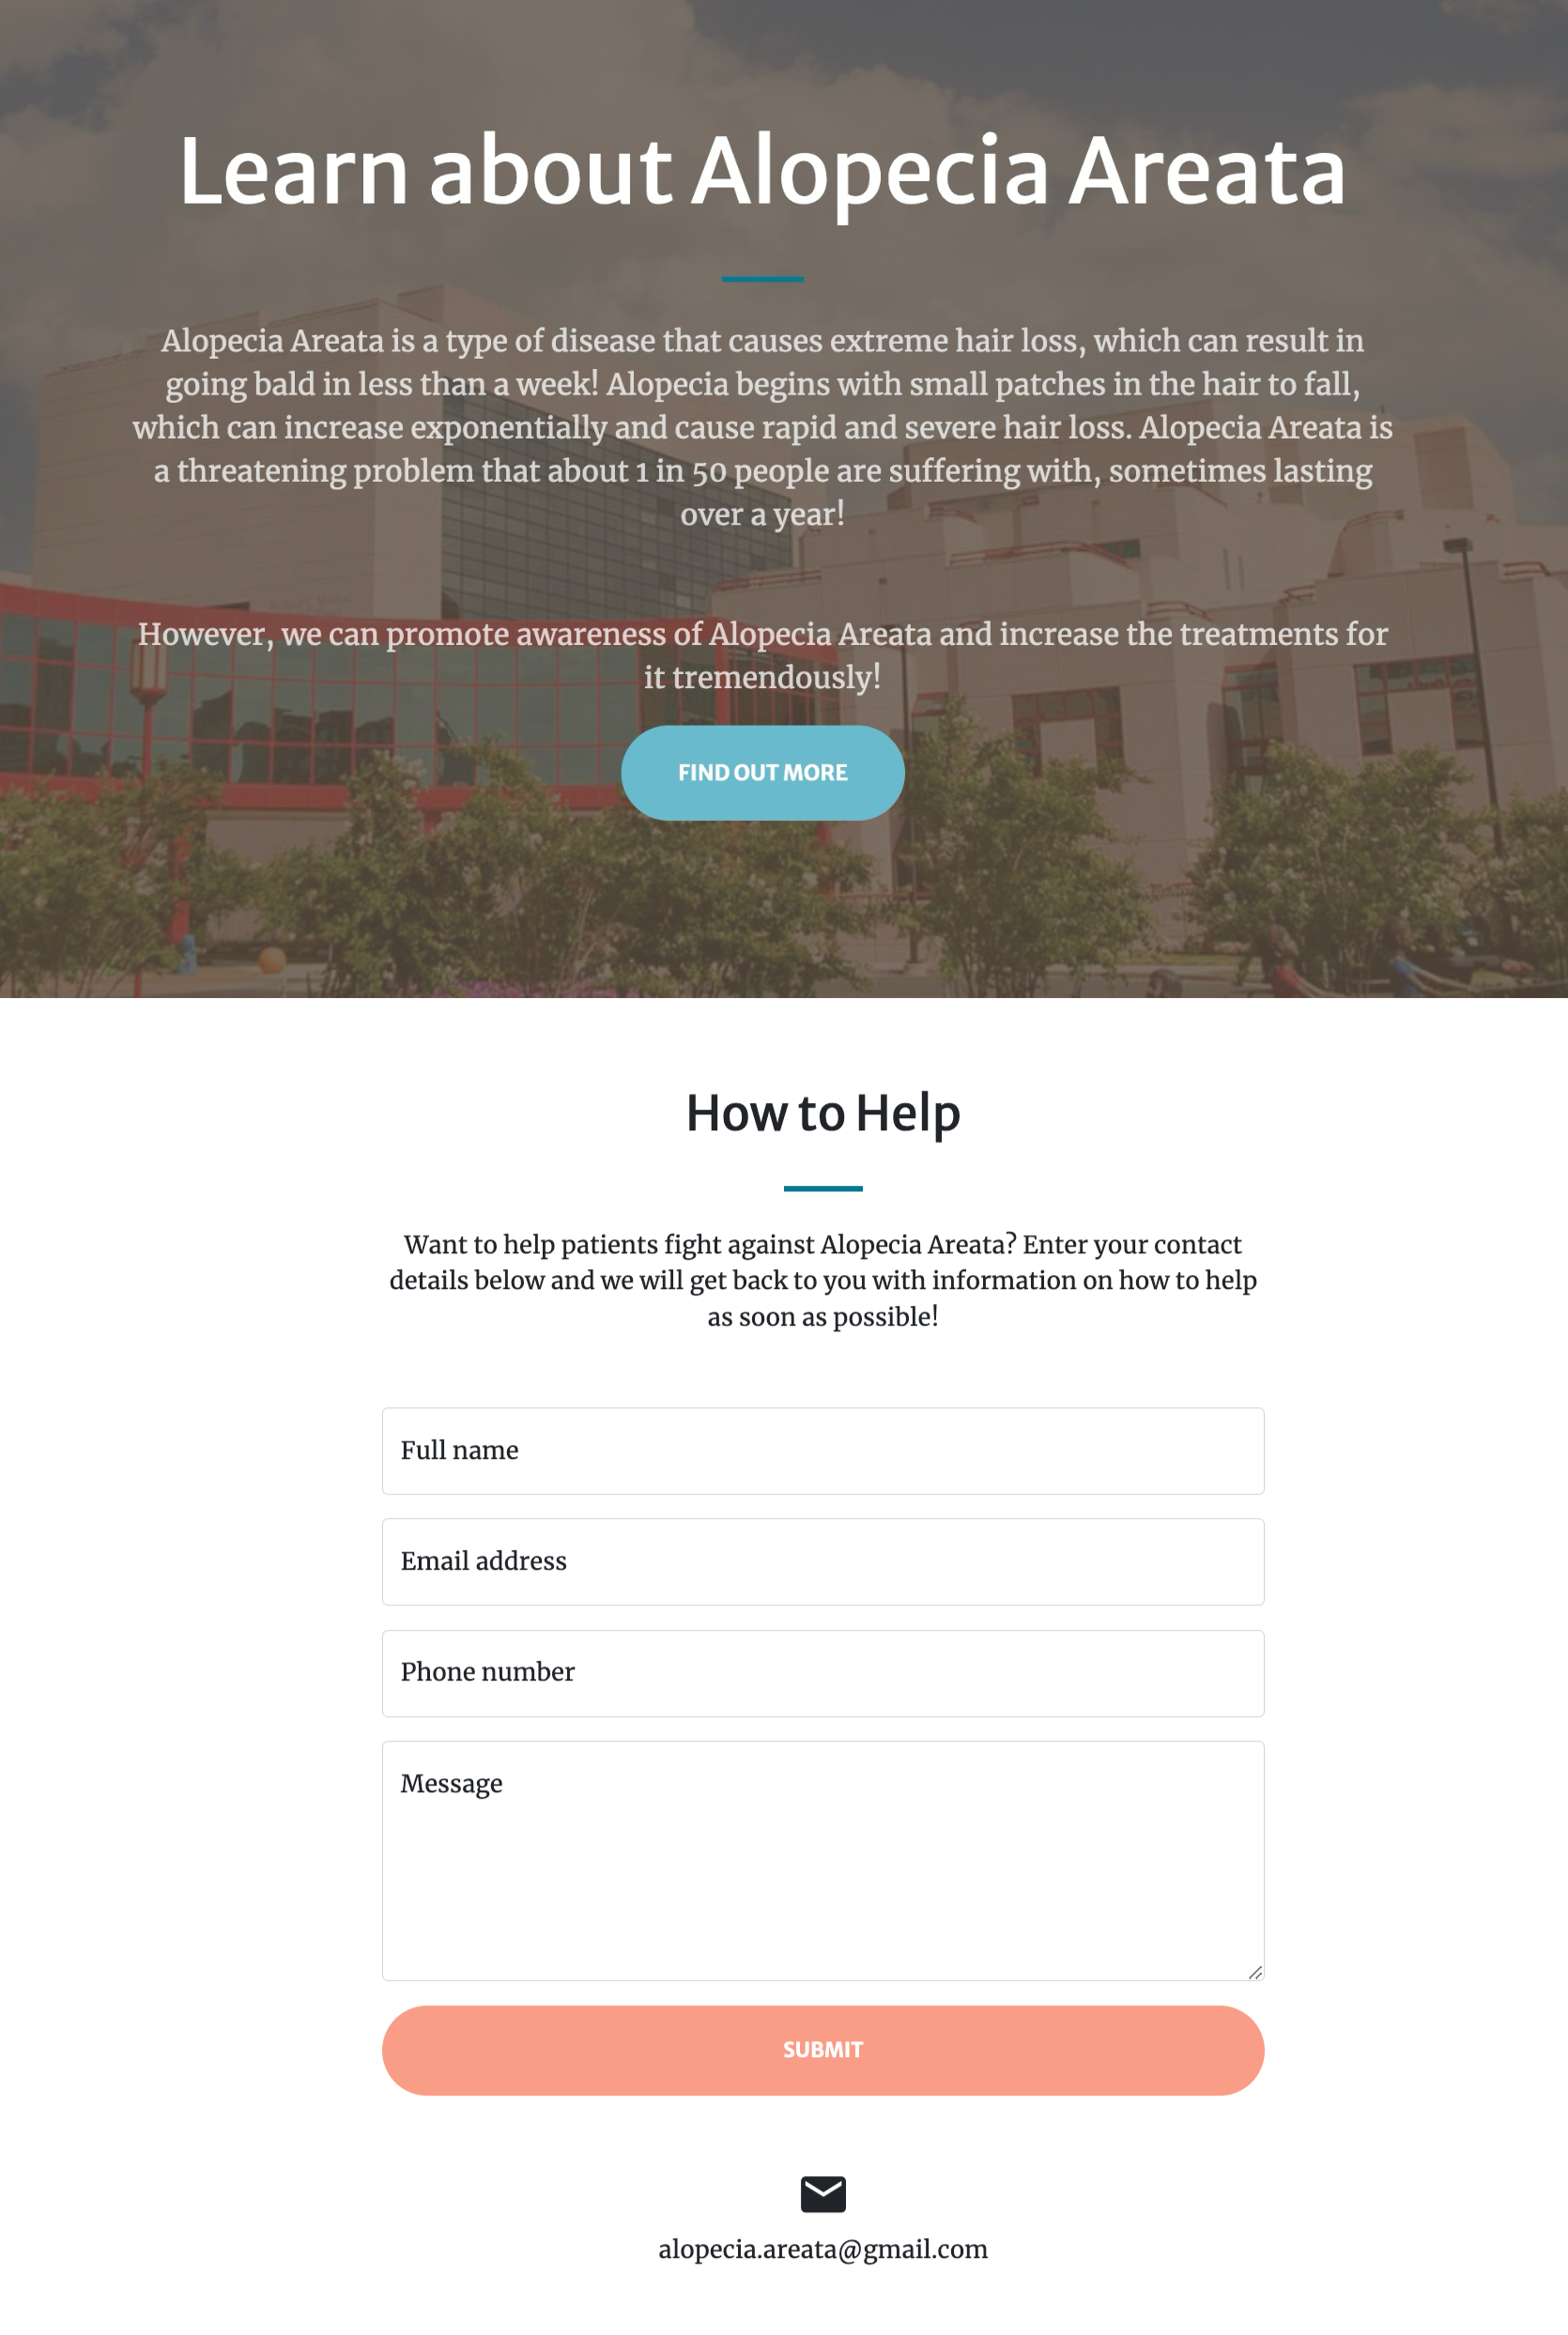 Learn about Alopecia Areata
Alopecia Areata is a type of disease that causes extreme hair loss, which can result in
going bald in less than a week! Alopecia begins with small patches in the hair to fall,
which can increase exponentially and cause rapid and severe hair loss. Alopecia Areata is
a threatening problem that about 1 in 50 people are suffering with, sometimes lasting
over a year!
However, we can promote awareness of Alopecia Areata and increase the treatments for
it tremendously!
FIND OUT MORE
How to Help
Want to help patients fight against Alopecia Areata? Enter your contact
details below and we will get back to you with information on how to help
as soon as possible!
Full name
Email address
Phone number
Message
SUBMIT
alopecia.areata@gmail.com